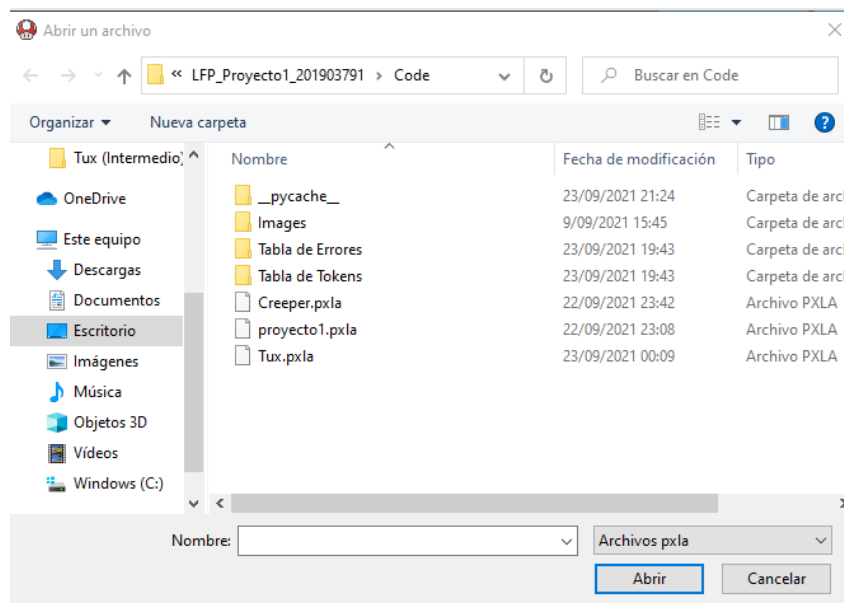 Abrir un archivo
« LFP_Proyecto1_201903791 › Code
Buscar en Code
Organizar
Nueva carpeta
Tux (Intermedio)
OneDrive
Este equipo
Descargas
Documentos
Escritorio
Imágenes
Música
Objetos 3D
Vídeos
Windows (C:)
Nombre Fecha de modificación Tipo
__pycache__ 23/09/2021 21:24 Carpeta de arcl
Images 9/09/2021 15:45 Carpeta de arcl
Tabla de Errores 23/09/2021 19:43 Carpeta de arcl
Tabla de Tokens 23/09/2021 19:43 Carpeta de arcl
Creeper.pxla 22/09/2021 23:42 Archivo PXLA
proyecto1.pxla 22/09/2021 23:08 Archivo PXLA
Tux.pxla 23/09/2021 00:09 Archivo PXLA
Nombre:
Archivos pxla
Abrir
Cancelar